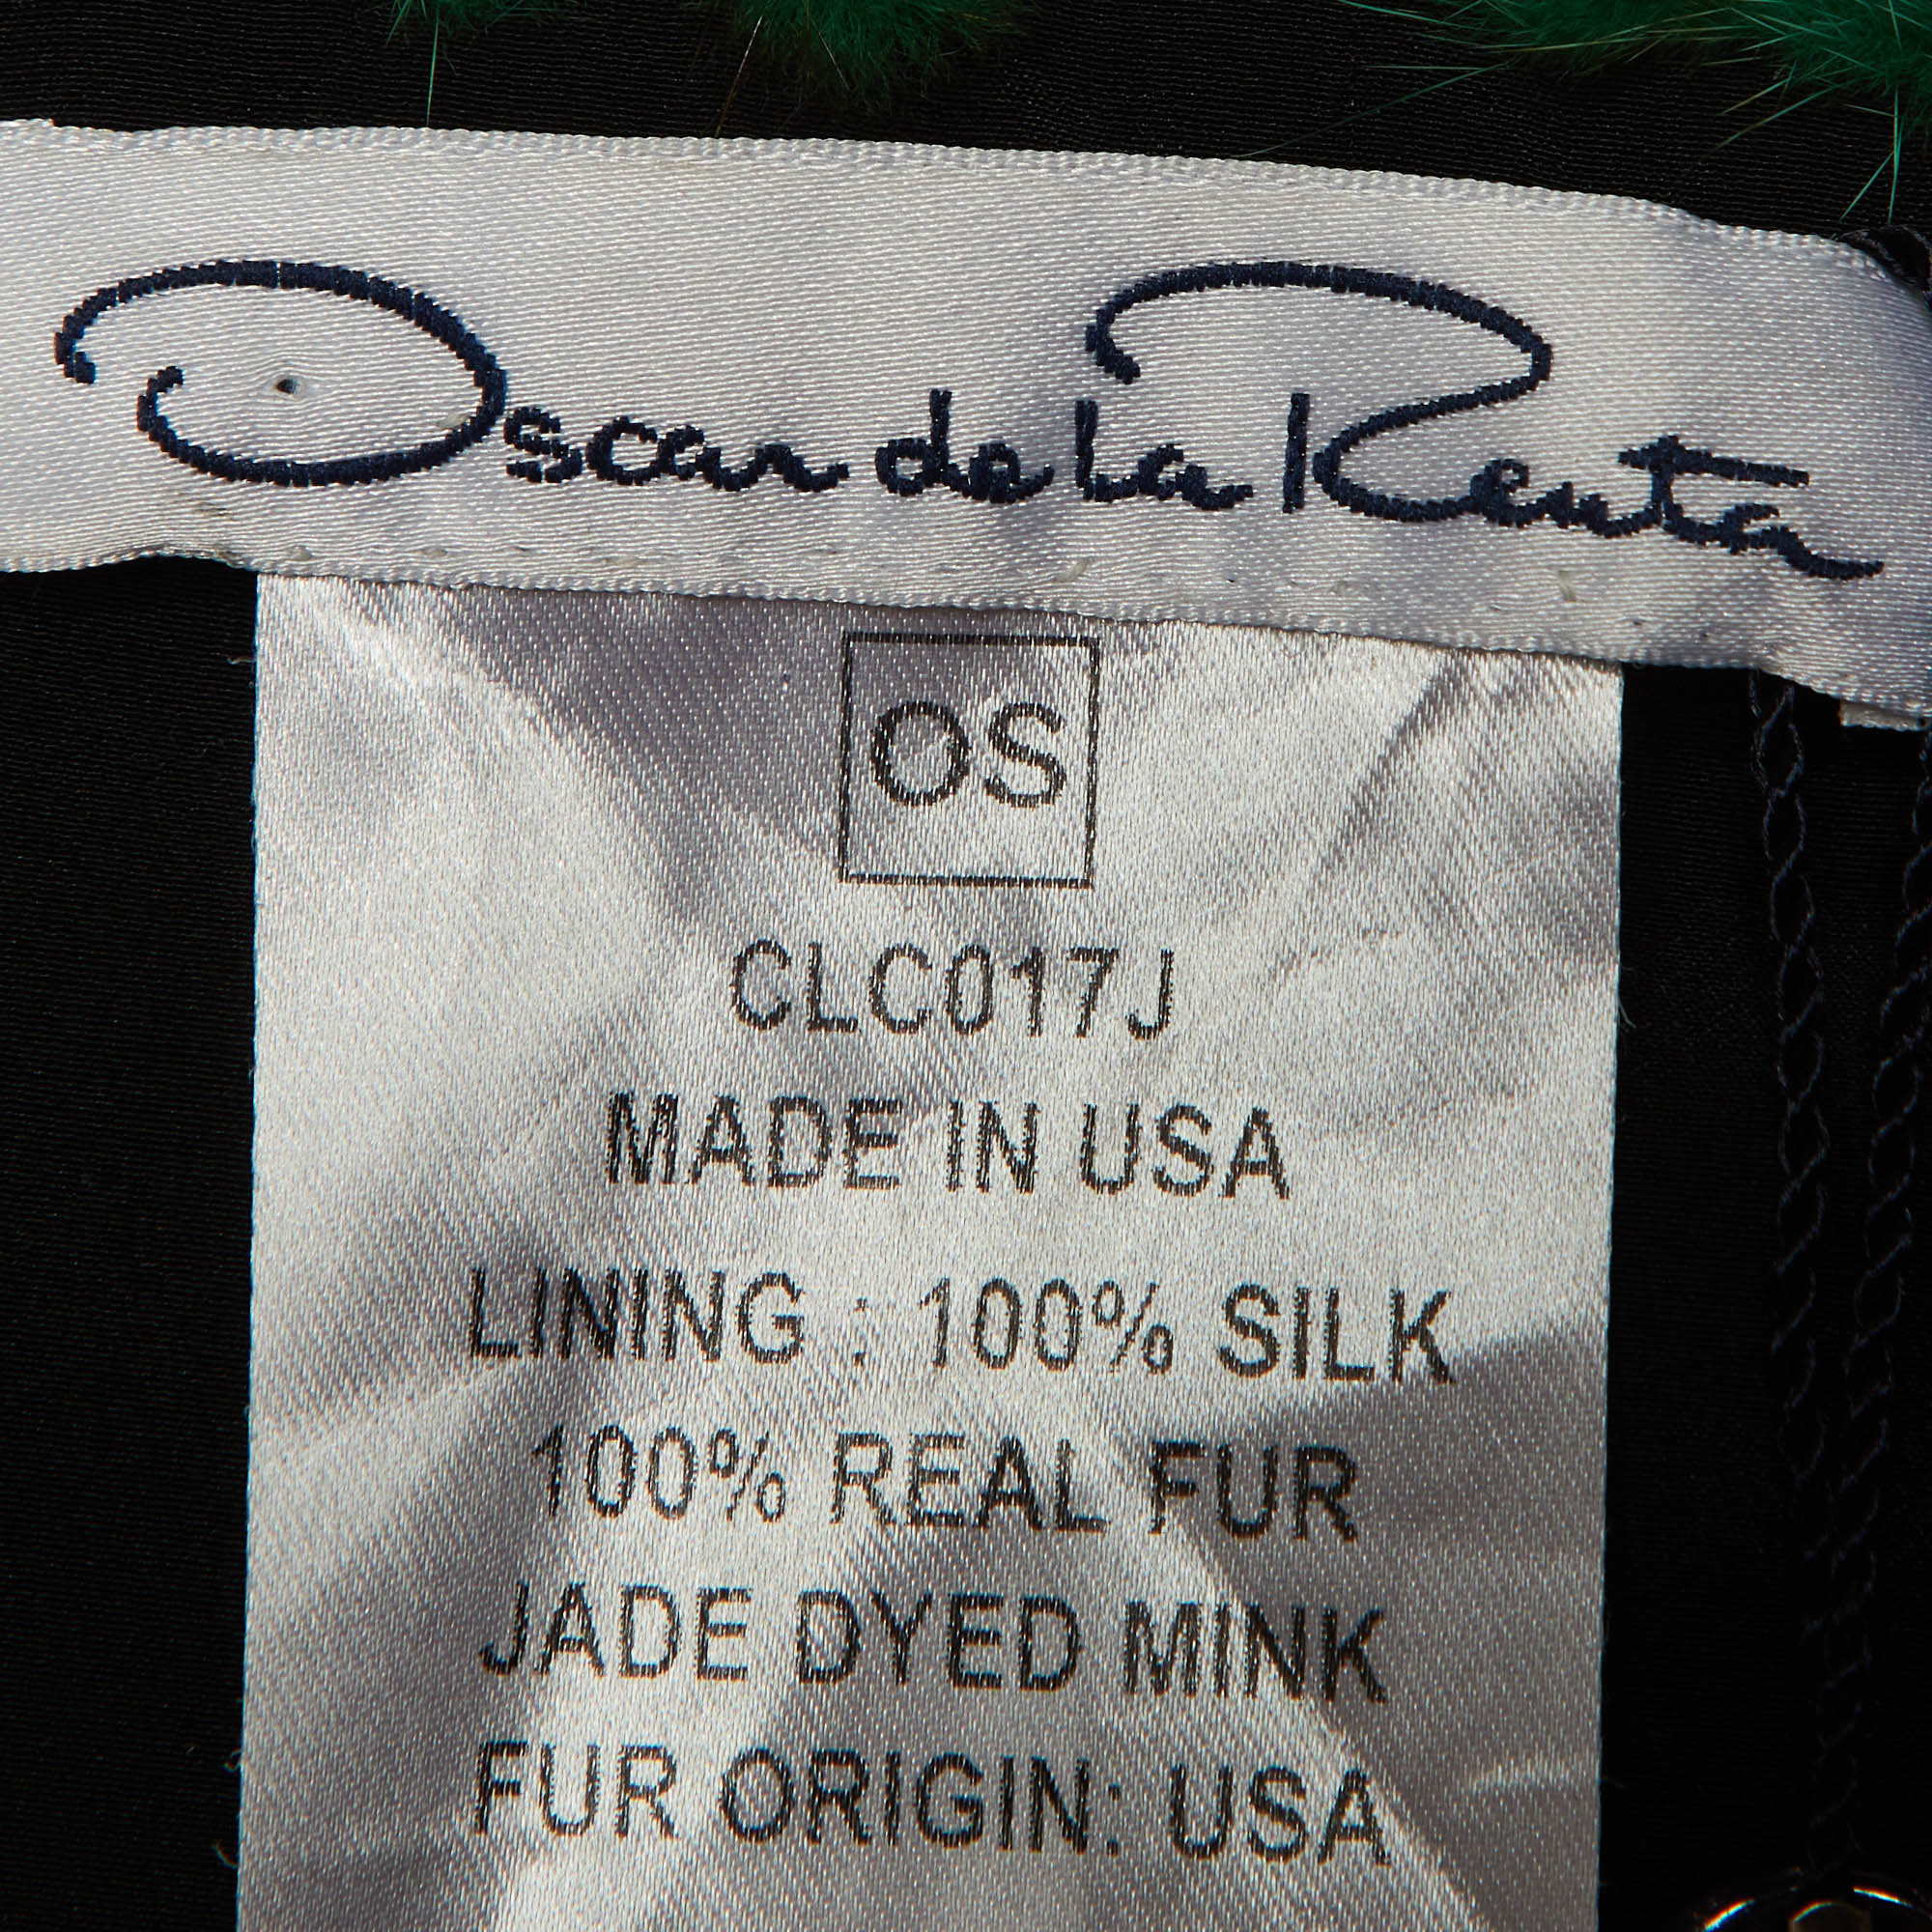 Oscar de la Renta
OS
CLC017J
MADE IN USA
LINING : 100% SILK
100% REAL FUR
JADE DYED MINK
FUR ORIGIN: USA